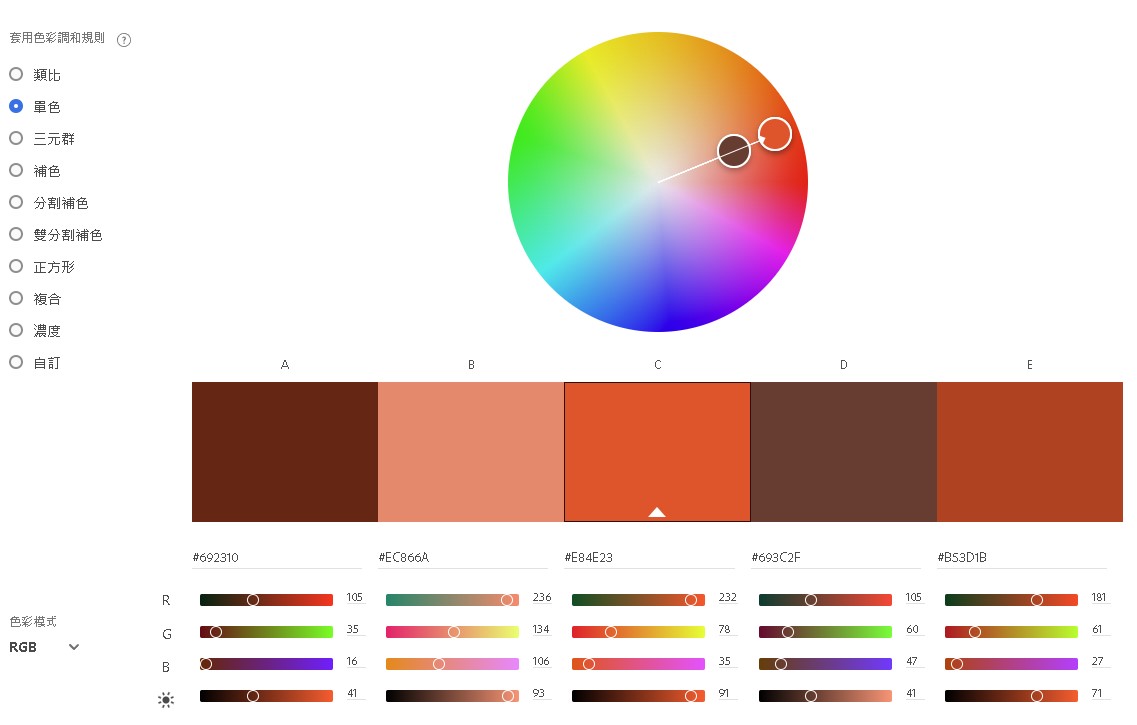 套用色彩調和規則 ?
類比
單色
三元群
補色
分割補色
雙分割補色
正方形
複合
濃度
自訂
A B C D E
#692310 #EC866A #E84E23 #693C2F #B53D1B
R 105 236 232 105 181
G 35 134 78 60 61
B 16 106 35 47 27
41 93 91 41 71
色彩模式
RGB